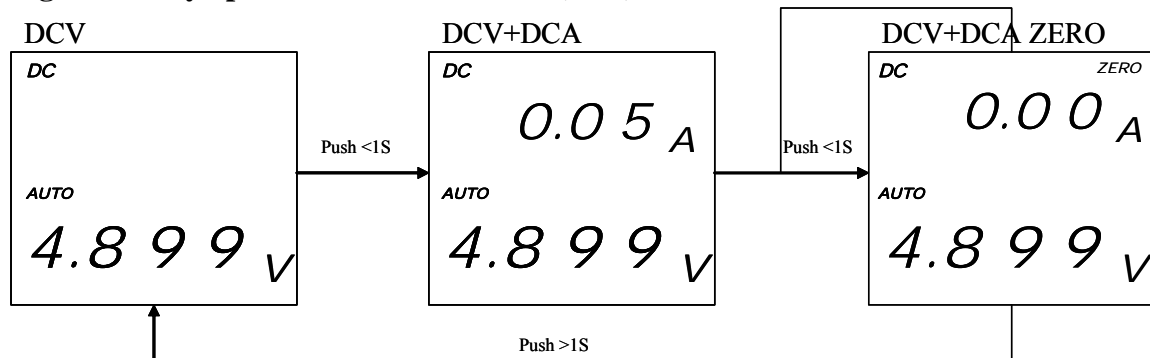 DCV
DC
AUTO
4.899 V
Push <1S
DCV+DCA
DC
0.05 A
AUTO
4.899 V
Push <1S
DCV+DCA ZERO
DC ZERO
0.00 A
AUTO
4.899 V
Push >1S